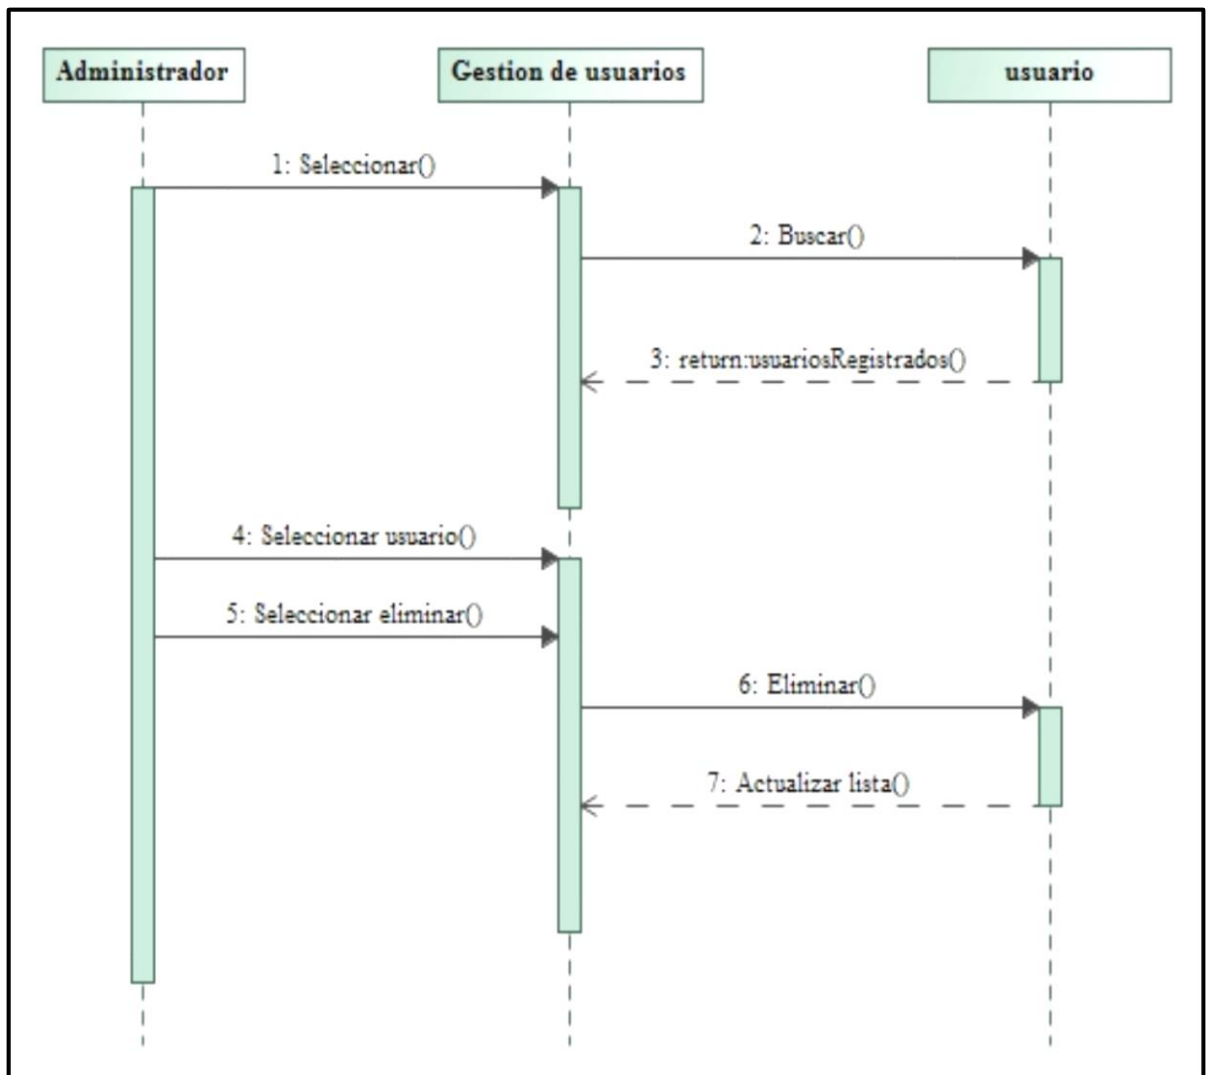 Administrador
Gestion de usuarios
usuario
1: Seleccionar()
2: Buscar()
3: return:usuariosRegistrados()
4: Seleccionar usuario()
5: Seleccionar eliminar()
6: Eliminar()
7: Actualizar lista()